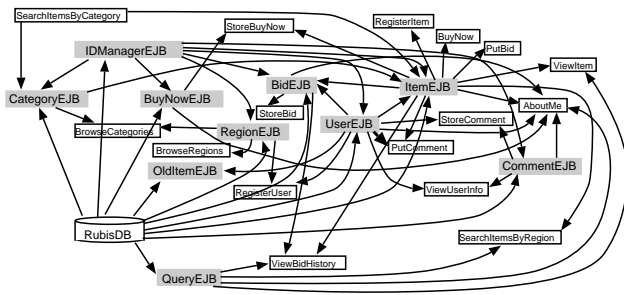 SearchItemsByCategory
StoreBuyNow
RegisterItem
BuyNow
PutBid
IDManagerEJB
ViewItem
CategoryEJB
BuyNowEJB
BidEJB
ItemEJB
AboutMe
StoreBid
StoreComment
BrowseCategories
RegionEJB
UserEJB
PutComment
BrowseRegions
OldItemEJB
CommentEJB
RegisterUser
ViewUserInfo
RubisDB
SearchItemsByRegion
ViewBidHistory
QueryEJB